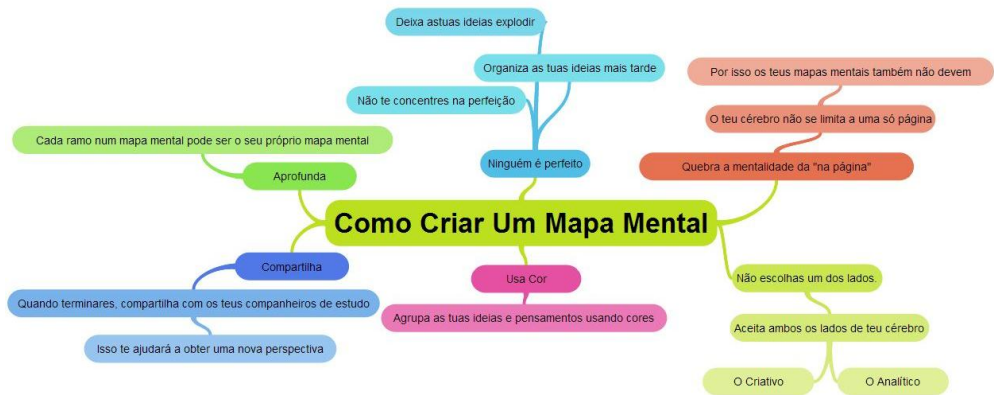 Deixa astuas ideias explodir
Organiza as tuas ideias mais tarde
Não te concentres na perfeição
Ninguém é perfeito
Por isso os teus mapas mentais também não devem
O teu cérebro não se limita a uma só página
Quebra a mentalidade da "na página"
Cada ramo num mapa mental pode ser o seu próprio mapa mental
Aprofunda
Como Criar Um Mapa Mental
Compartilha
Quando terminares, compartilha com os teus companheiros de estudo
Isso te ajudará a obter uma nova perspectiva
Usa Cor
Agrupa as tuas ideias e pensamentos usando cores
Não escolhas um dos lados.
Aceita ambos os lados de teu cérebro
O Criativo
O Analítico